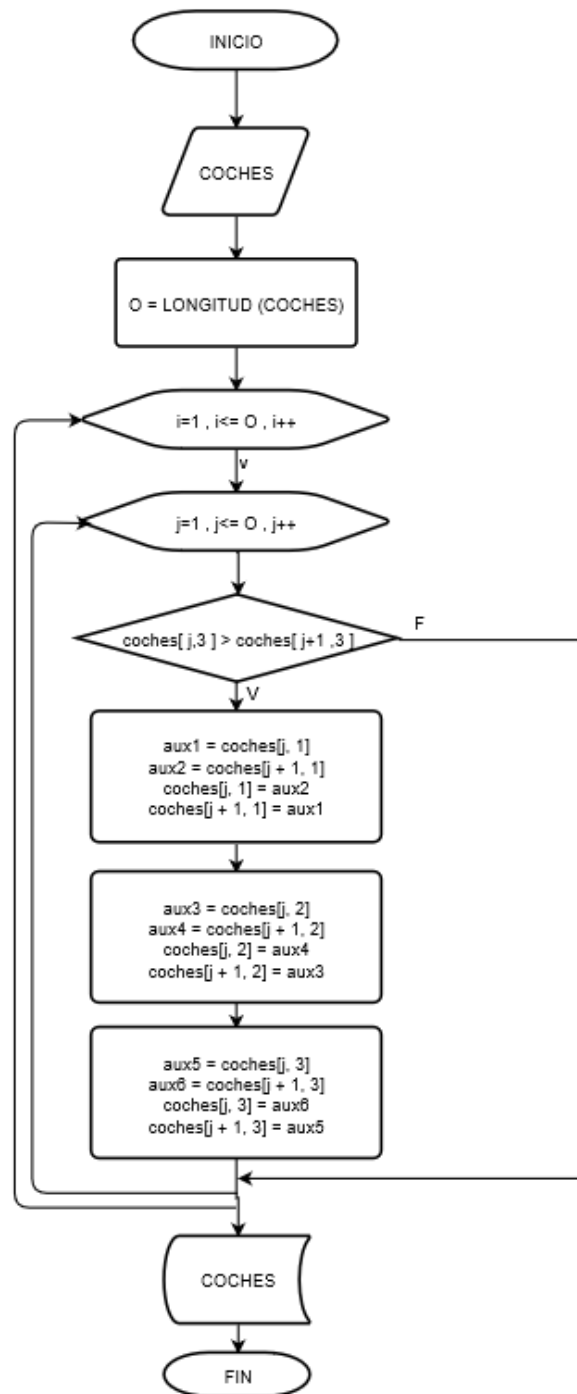 INICIO
COCHES
O = LONGITUD (COCHES)
i=1 , i<= O , i++
v
j=1 , j<= O , j++
coches[ j,3 ] > coches[ j+1 ,3 ]
F
V
aux1 = coches[j, 1]
aux2 = coches[j + 1, 1]
coches[j, 1] = aux2
coches[j + 1, 1] = aux1
aux3 = coches[j, 2]
aux4 = coches[j + 1, 2]
coches[j, 2] = aux4
coches[j + 1, 2] = aux3
aux5 = coches[j, 3]
aux6 = coches[j + 1, 3]
coches[j, 3] = aux6
coches[j + 1, 3] = aux5
COCHES
FIN